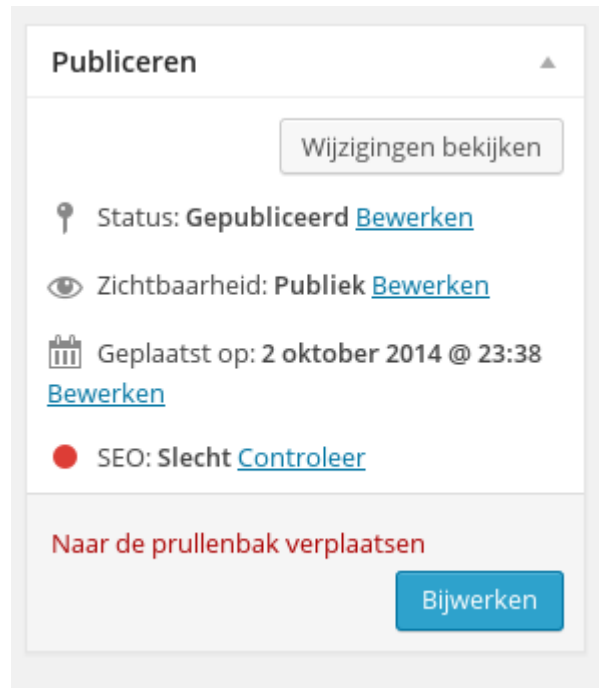 Publiceren
Wijzigingen bekijken
Status: Gepubliceerd Bewerken
Zichtbaarheid: Publiek Bewerken
Geplaatst op: 2 oktober 2014 @ 23:38
Bewerken
SEO: Slecht Controleer
Naar de prullenbak verplaatsen
Bijwerken